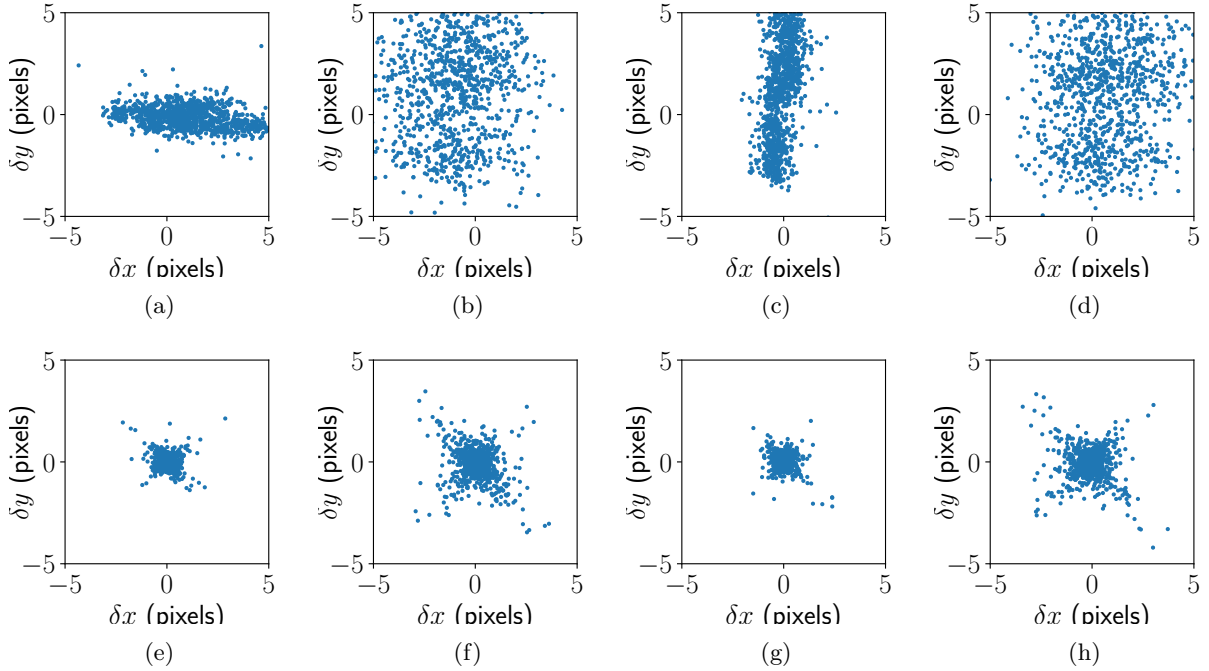 5 5 5 5
δy (pixels) δy (pixels) δy (pixels) δy (pixels)
0 0 0 0
−5 −5 −5 −5
−5 0 5 −5 0 5 −5 0 5 −5 0 5
δx (pixels) δx (pixels) δx (pixels) δx (pixels)
(a) (b) (c) (d)
5 5 5 5
δy (pixels) δy (pixels) δy (pixels) δy (pixels)
0 0 0 0
−5 −5 −5 −5
−5 0 5 −5 0 5 −5 0 5 −5 0 5
δx (pixels) δx (pixels) δx (pixels) δx (pixels)
(e) (f) (g) (h)